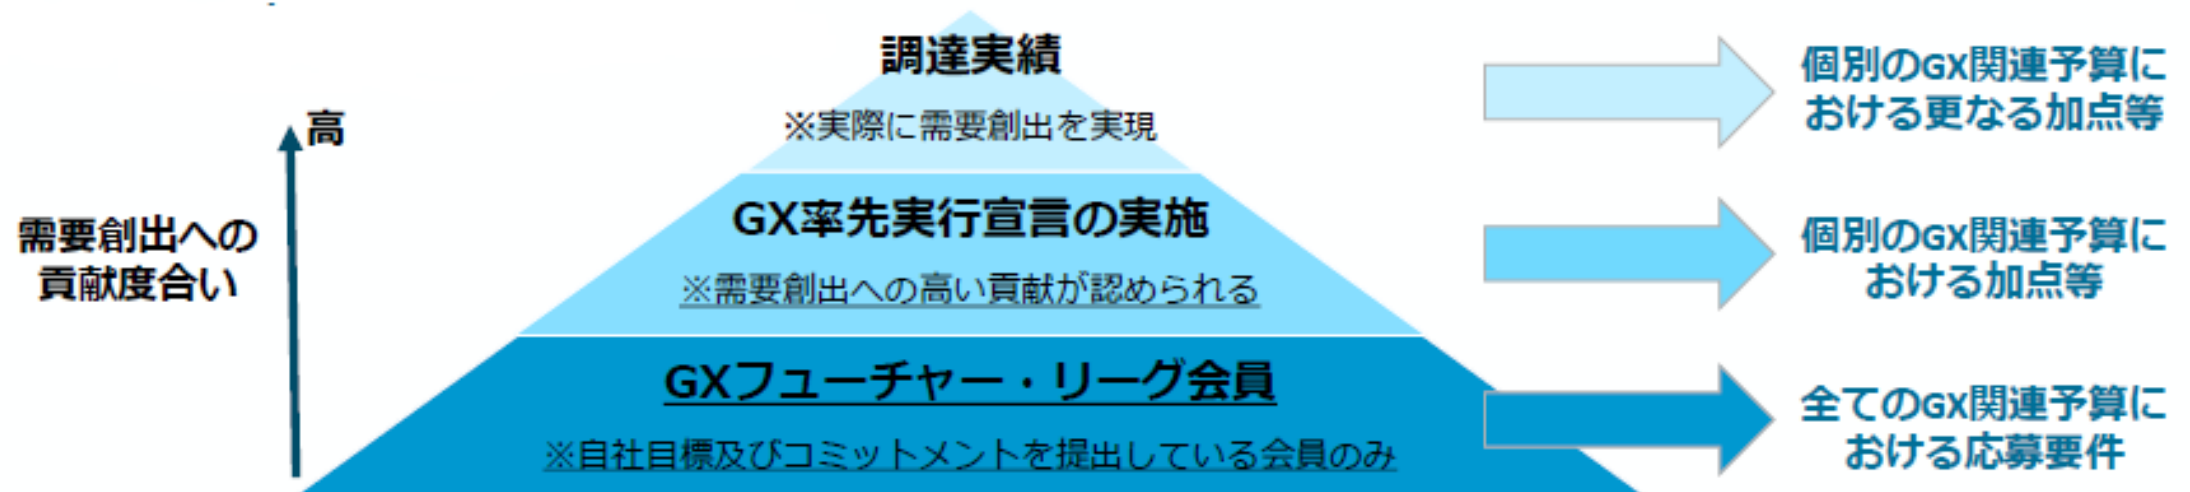 調達実績
※実際に需要創出を実現
個別のGX関連予算に
おける更なる加点等
高
需要創出への
貢献度合い
GX率先実行宣言の実施
※需要創出への高い貢献が認められる
個別のGX関連予算に
おける加点等
GXフューチャー・リーグ会員
※自社目標及びコミットメントを提出している会員のみ
全てのGX関連予算に
おける応募要件